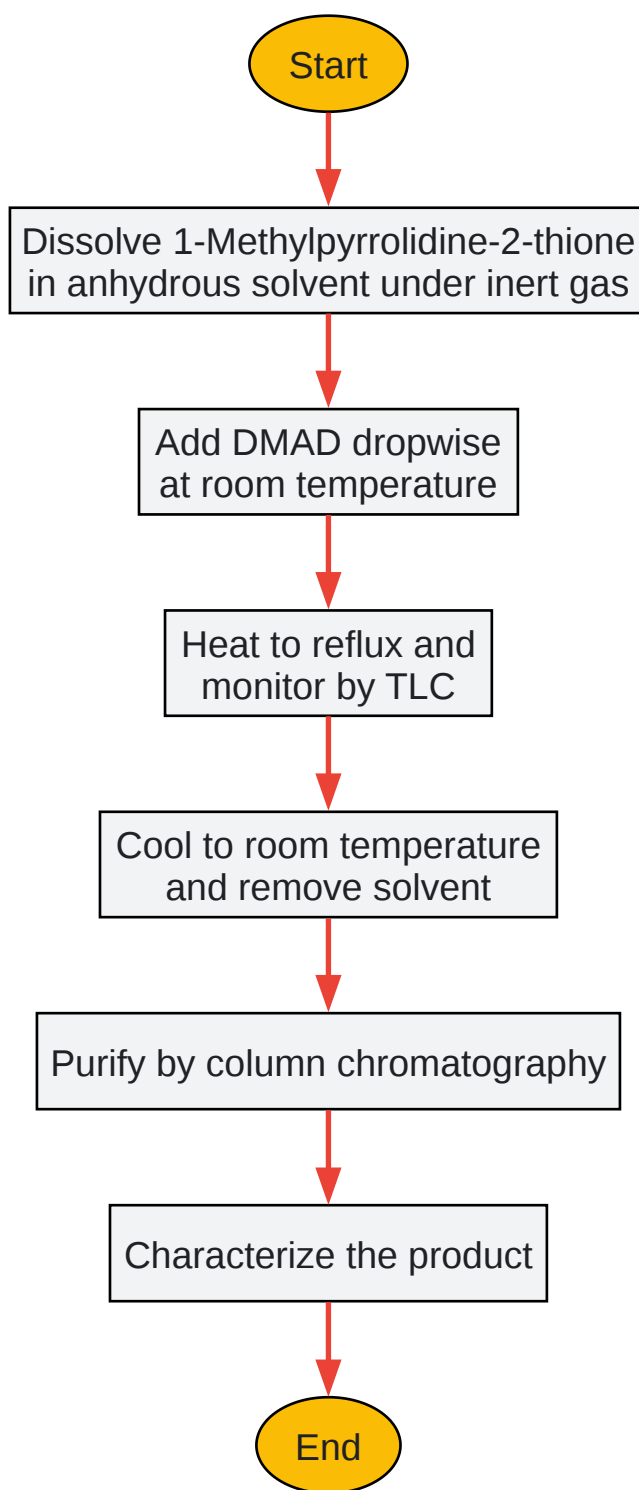 Start
Dissolve 1-Methylpyrrolidine-2-thione
in anhydrous solvent under inert gas
Add DMAD dropwise
at room temperature
Heat to reflux and
monitor by TLC
Cool to room temperature
and remove solvent
Purify by column chromatography
Characterize the product
End